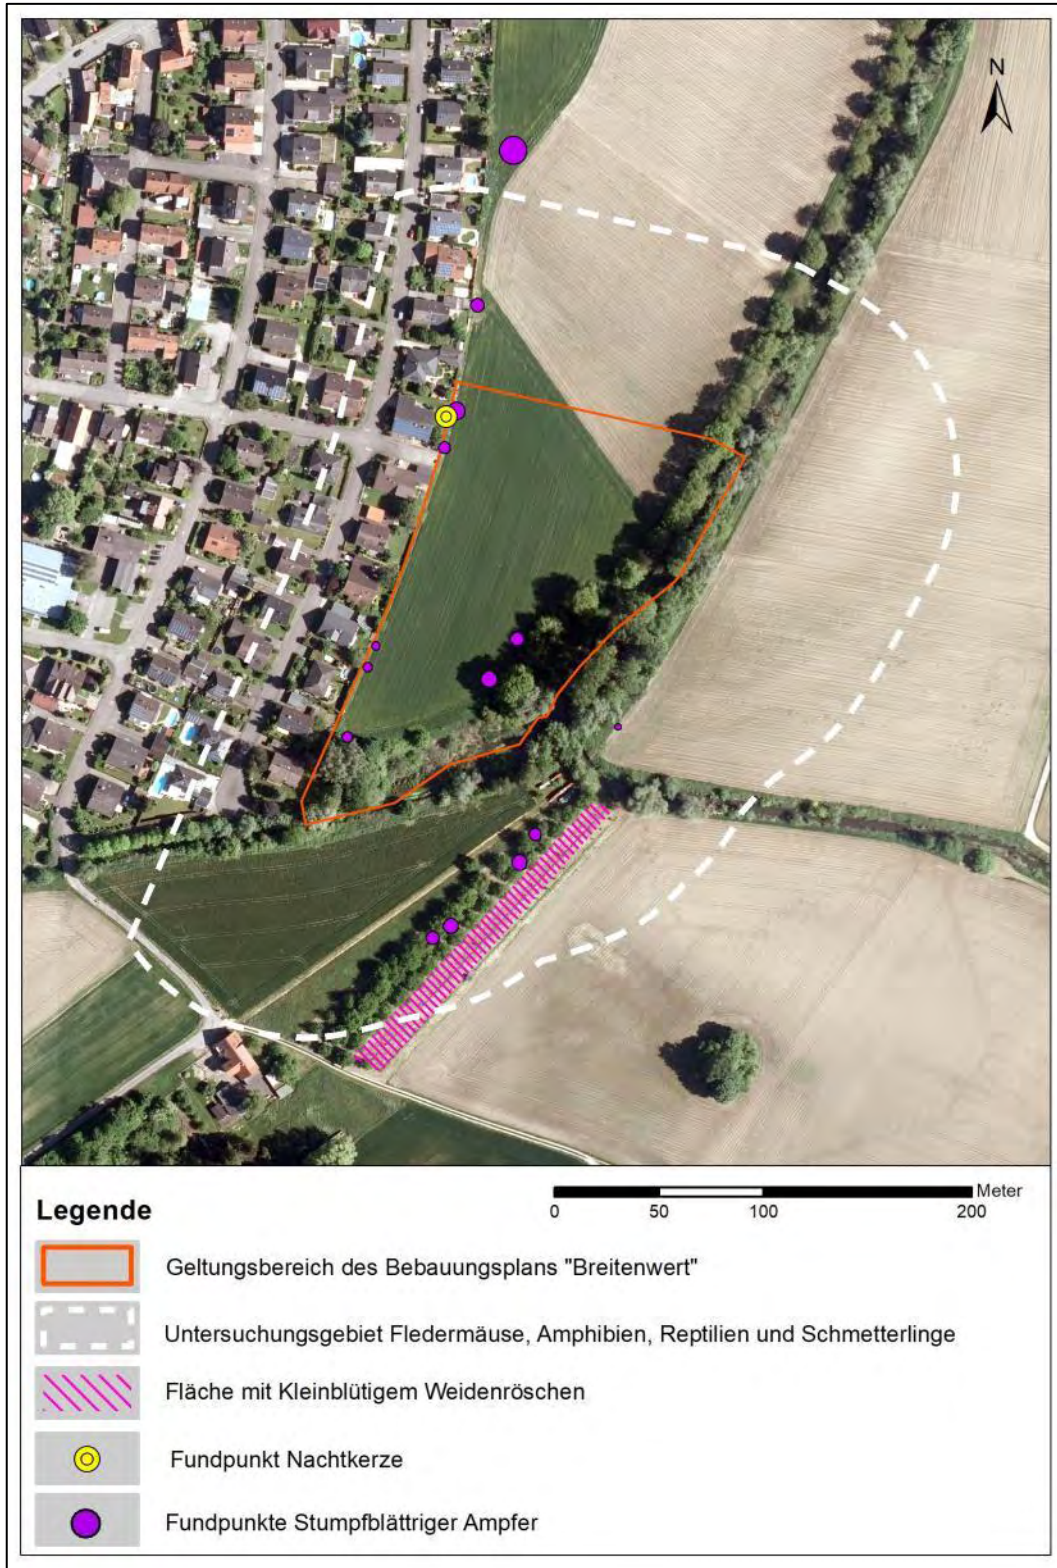 N
Legende
Meter
0 50 100 200
Geltungsbereich des Bebauungsplans "Breitenwert"
Untersuchungsgebiet Fledermäuse, Amphibien, Reptilien und Schmetterlinge
Fläche mit Kleinblütigem Weidenröschen
Fundpunkt Nachtkerze
Fundpunkte Stumpfblättriger Ampfer